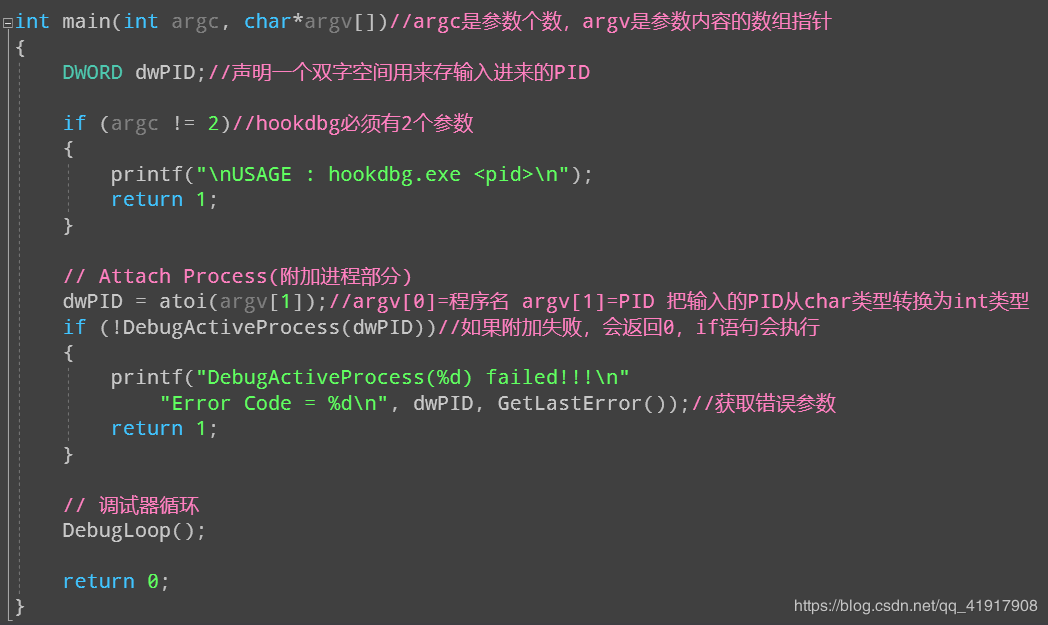 int main(int argc, char*argv[])//argc是参数个数，argv是参数内容的数组指针
{
    DWORD dwPID;//声明一个双字空间用来存输入进来的PID

    if (argc != 2)//hookdbg必须有2个参数
    {
        printf("\nUSAGE : hookdbg.exe <pid>\n");
        return 1;
    }

    // Attach Process(附加进程部分)
    dwPID = atoi(argv[1]);//argv[0]=程序名 argv[1]=PID 把输入的PID从char类型转换为int类型
    if (!DebugActiveProcess(dwPID))//如果附加失败，会返回0，if语句会执行
    {
        printf("DebugActiveProcess(%d) failed!!!\n"
            "Error Code = %d\n", dwPID, GetLastError());//获取错误参数
        return 1;
    }

    // 调试器循环
    DebugLoop();

    return 0;
}
https://blog.csdn.net/qq_41917908